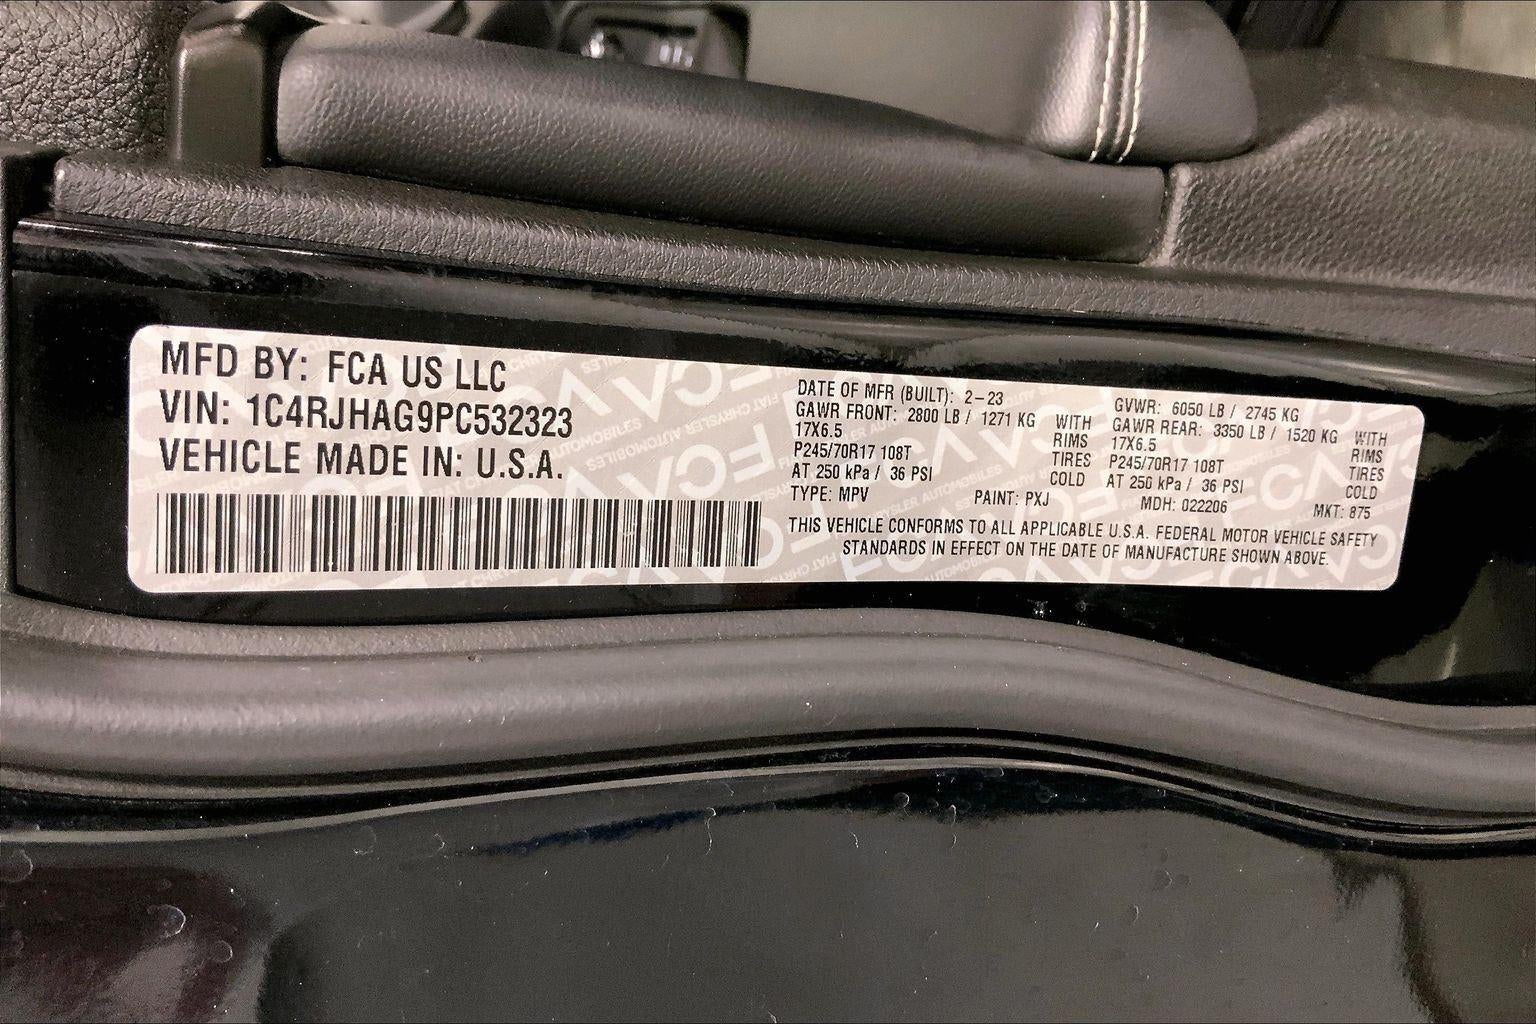 MFD BY: FCA US LLC
VIN: 1C4RJHAG9PC532323
VEHICLE MADE IN: U.S.A.
DATE OF MFR (BUILT): 2-23
GAWR FRONT: 2800 LB / 1271 KG WITH
17X6.5 RIMS
P245/70R17 108T TIRES
AT 250 kPa / 36 PSI COLD
GVWR: 6050 LB / 2745 KG
GAWR REAR: 3350 LB / 1520 KG WITH
17X6.5 RIMS
P245/70R17 108T TIRES
AT 250 kPa / 36 PSI COLD
TYPE: MPV PAINT: PXJ MDH: 022206 MKT: 875
THIS VEHICLE CONFORMS TO ALL APPLICABLE U.S.A. FEDERAL MOTOR VEHICLE SAFETY
STANDARDS IN EFFECT ON THE DATE OF MANUFACTURE SHOWN ABOVE.